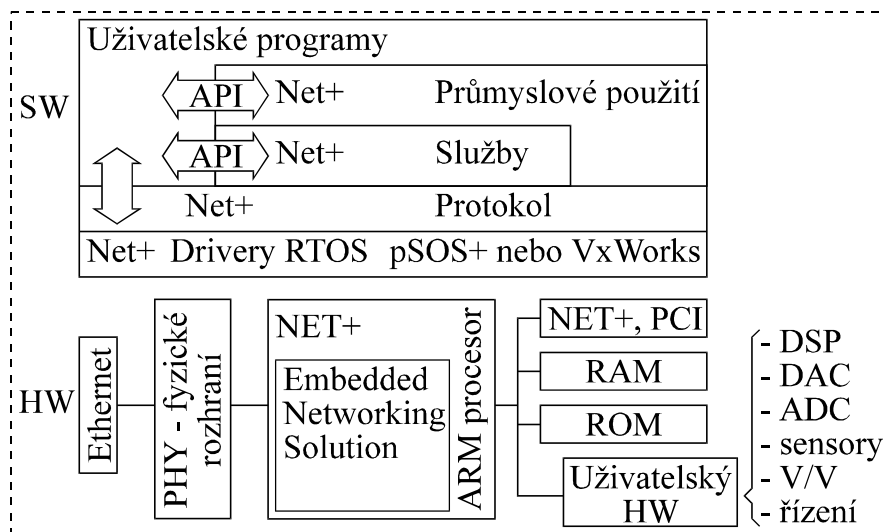 Uživatelské programy
API Net+ Průmyslové použití
SW
API Net+ Služby
Net+ Protokol
Net+ Drivery RTOS pSOS+ nebo VxWorks
HW
Ethernet
PHY - fyzické
rozhraní
NET+
Embedded
Networking
Solution
ARM procesor
NET+, PCI
RAM
ROM
Uživatelský
HW
- DSP
- DAC
- ADC
- sensory
- V/V
- řízení